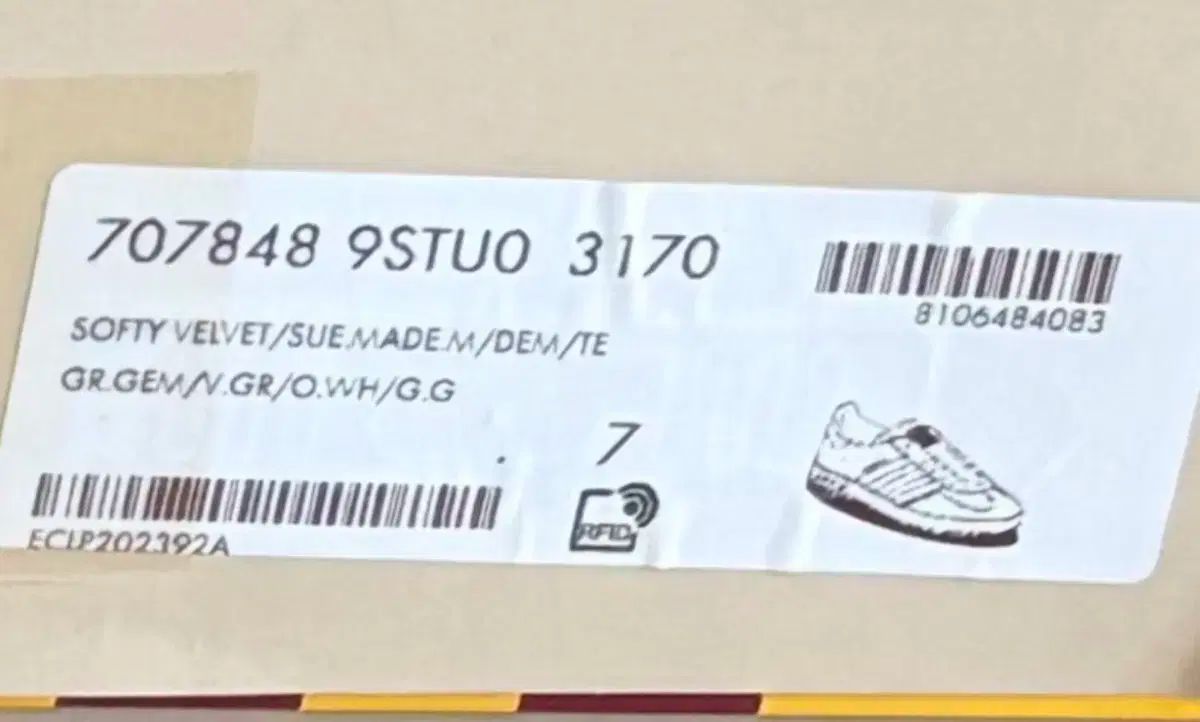 707848 9STU0 3170
8106484083
SOFTY VELVET/SUE.MADE.M/DEM/TE
GR.GEM/V.GR/O.WH/G.G
7
RFID
ECLP202392A